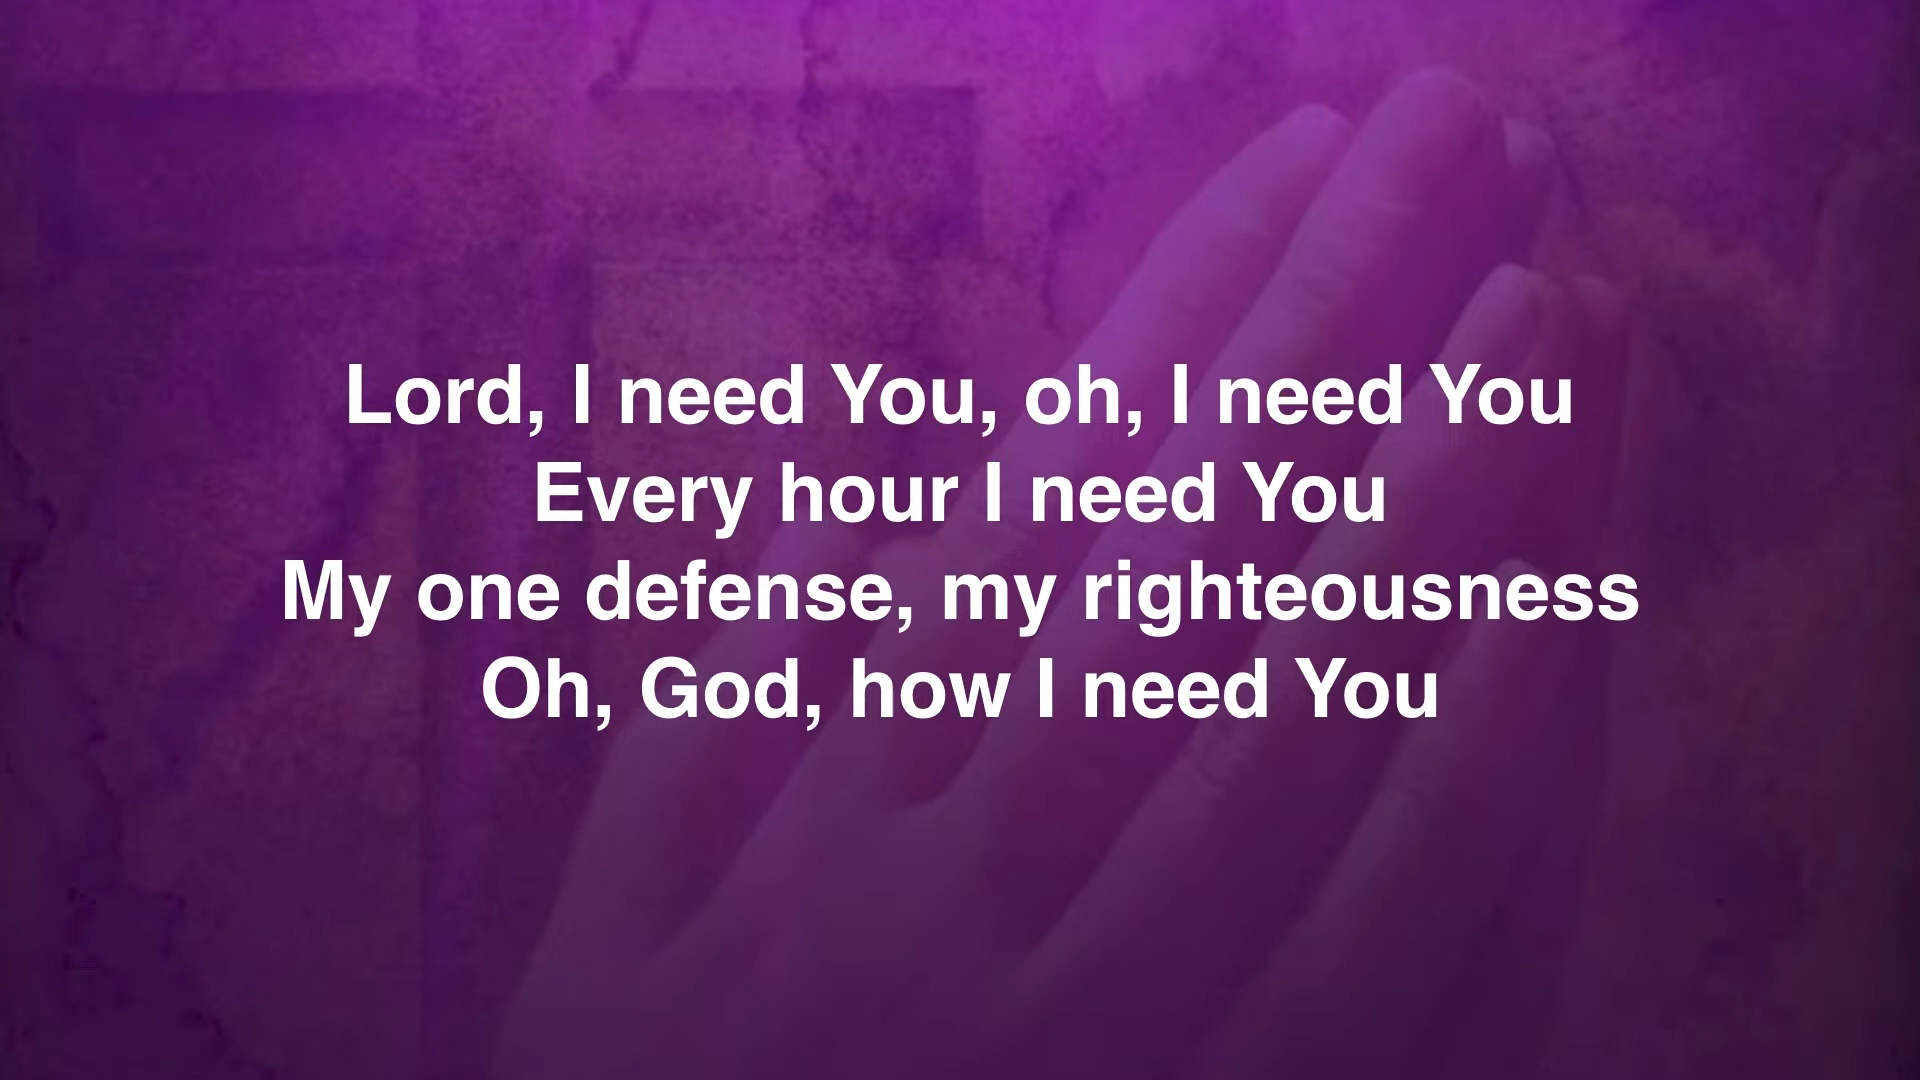 Lord, I need You, oh, I need You
Every hour I need You
My one defense, my righteousness
Oh, God, how I need You